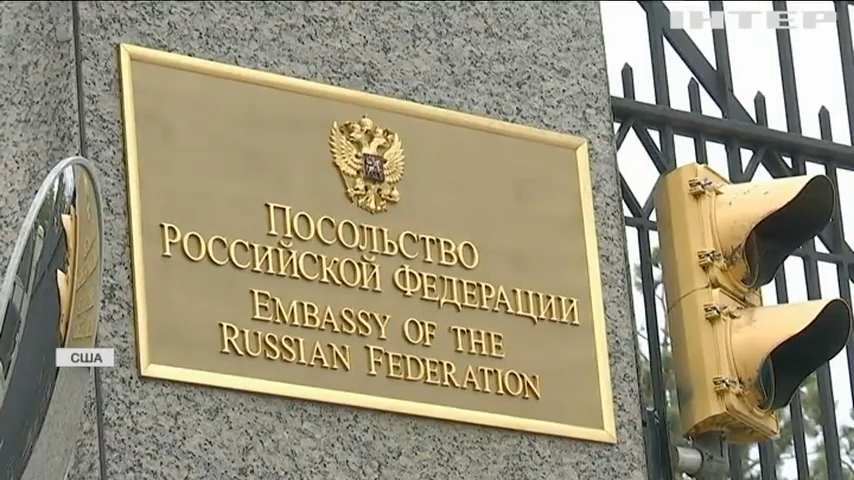 ІНТЕР
ПОСОЛЬСТВО
РОССИЙСКОЙ ФЕДЕРАЦИИ
EMBASSY OF THE
RUSSIAN FEDERATION
США